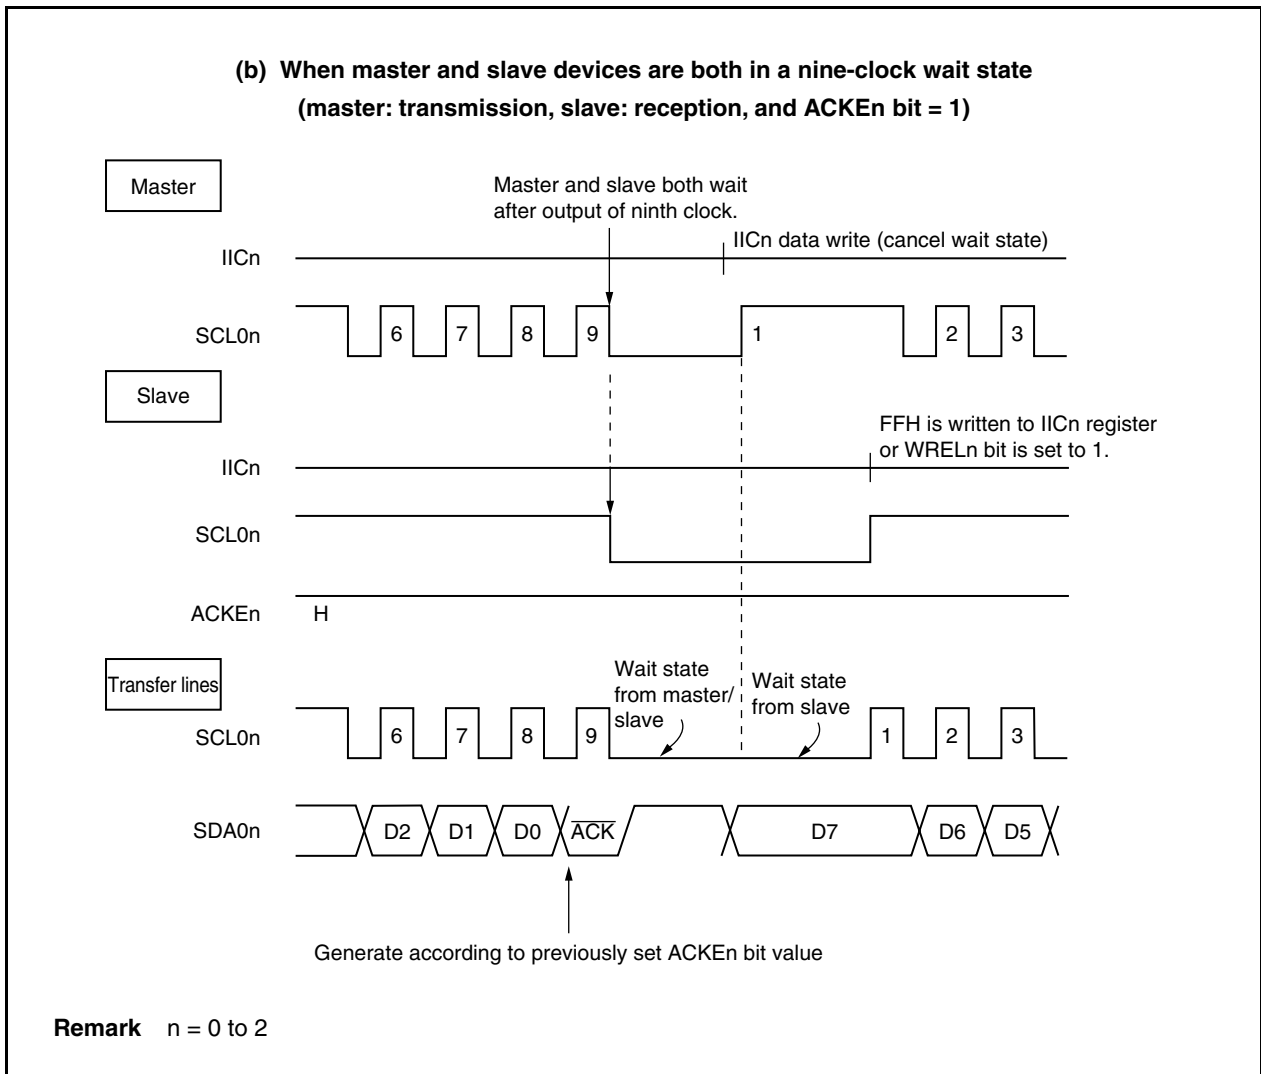 (b) When master and slave devices are both in a nine-clock wait state
(master: transmission, slave: reception, and ACKEn bit = 1)
Master
Master and slave both wait
after output of ninth clock.
IICn
IICn data write (cancel wait state)
SCL0n
6 7 8 9 1 2 3
Slave
FFH is written to IICn register
or WRELn bit is set to 1.
IICn
SCL0n
ACKEn
H
Transfer lines
Wait state
from master/
slave
Wait state
from slave
SCL0n
6 7 8 9 1 2 3
SDA0n
D2 D1 D0 ACK D7 D6 D5
Generate according to previously set ACKEn bit value
Remark n = 0 to 2